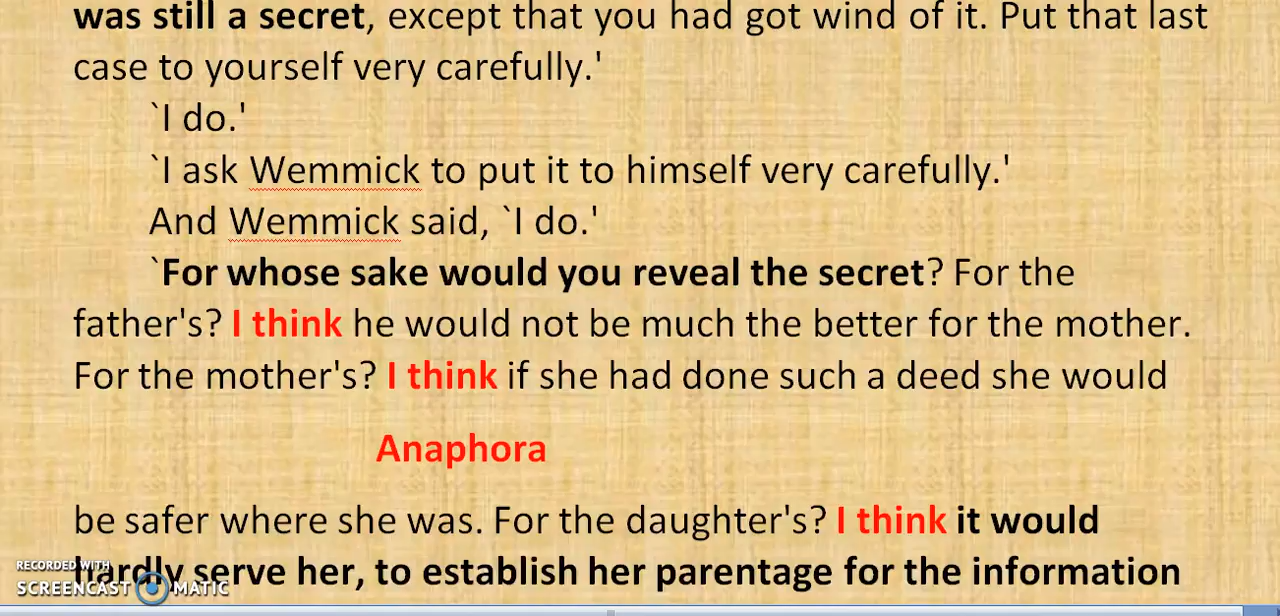 was still a secret, except that you had got wind of it. Put that last
case to yourself very carefully.'
`I do.'
`I ask Wemmick to put it to himself very carefully.'
And Wemmick said, `I do.'
`For whose sake would you reveal the secret? For the
father's? I think he would not be much the better for the mother.
For the mother's? I think if she had done such a deed she would
Anaphora
be safer where she was. For the daughter's? I think it would
hardly serve her, to establish her parentage for the information
RECORDED WITH
SCREENCAST MATIC